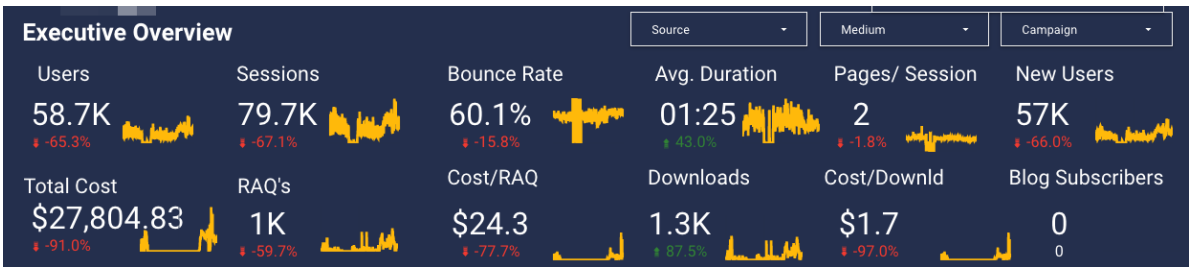 Executive Overview
Source
Medium
Campaign
Users
Sessions
Bounce Rate
Avg. Duration
Pages/ Session
New Users
58.7K
79.7K
60.1%
01:25
2
57K
-65.3%
-67.1%
-15.8%
43.0%
-1.8%
-66.0%
Total Cost
RAQ's
Cost/RAQ
Downloads
Cost/Downld
Blog Subscribers
$27,804.83
1K
$24.3
1.3K
$1.7
0
-91.0%
-59.7%
-77.7%
87.5%
-97.0%
0